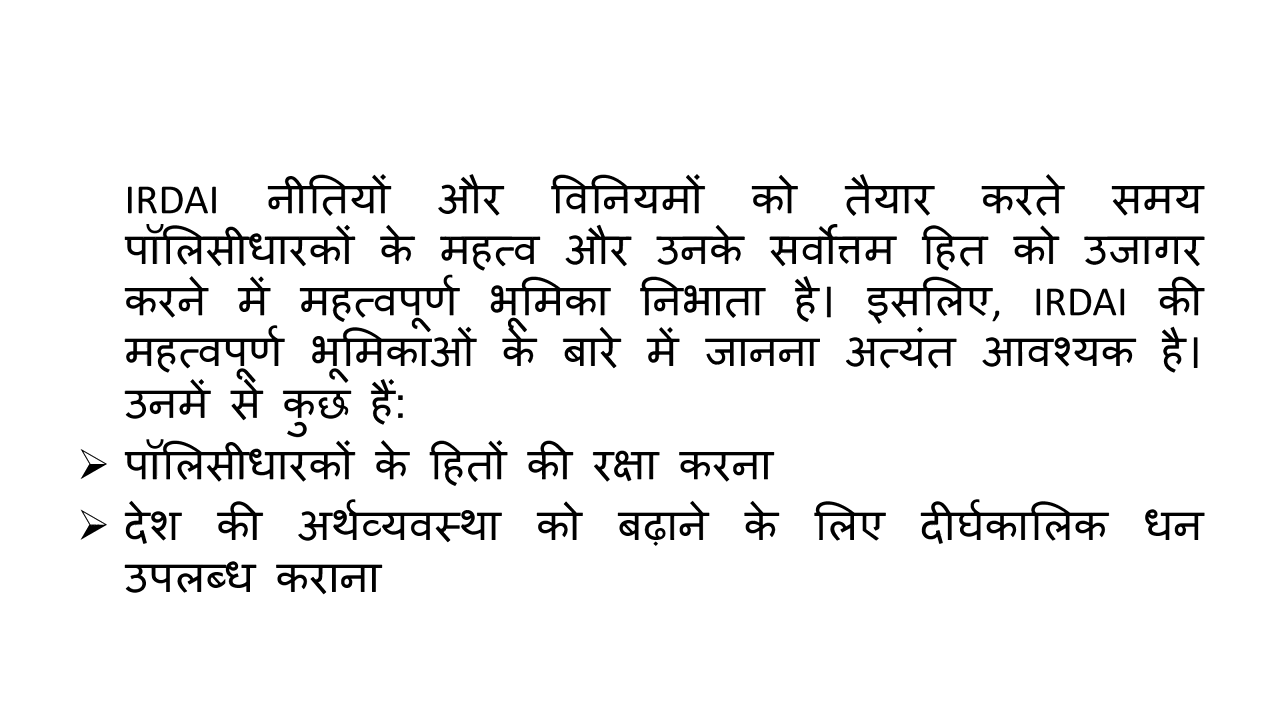 IRDAI नीतियों और विनियमों को तैयार करते समय
पॉलिसीधारकों के महत्व और उनके सर्वोत्तम हित को उजागर
करने में महत्वपूर्ण भूमिका निभाता है। इसलिए, IRDAI की
महत्वपूर्ण भूमिकाओं के बारे में जानना अत्यंत आवश्यक है।
उनमें से कुछ हैं:
➢ पॉलिसीधारकों के हितों की रक्षा करना
➢ देश की अर्थव्यवस्था को बढ़ाने के लिए दीर्घकालिक धन
उपलब्ध कराना